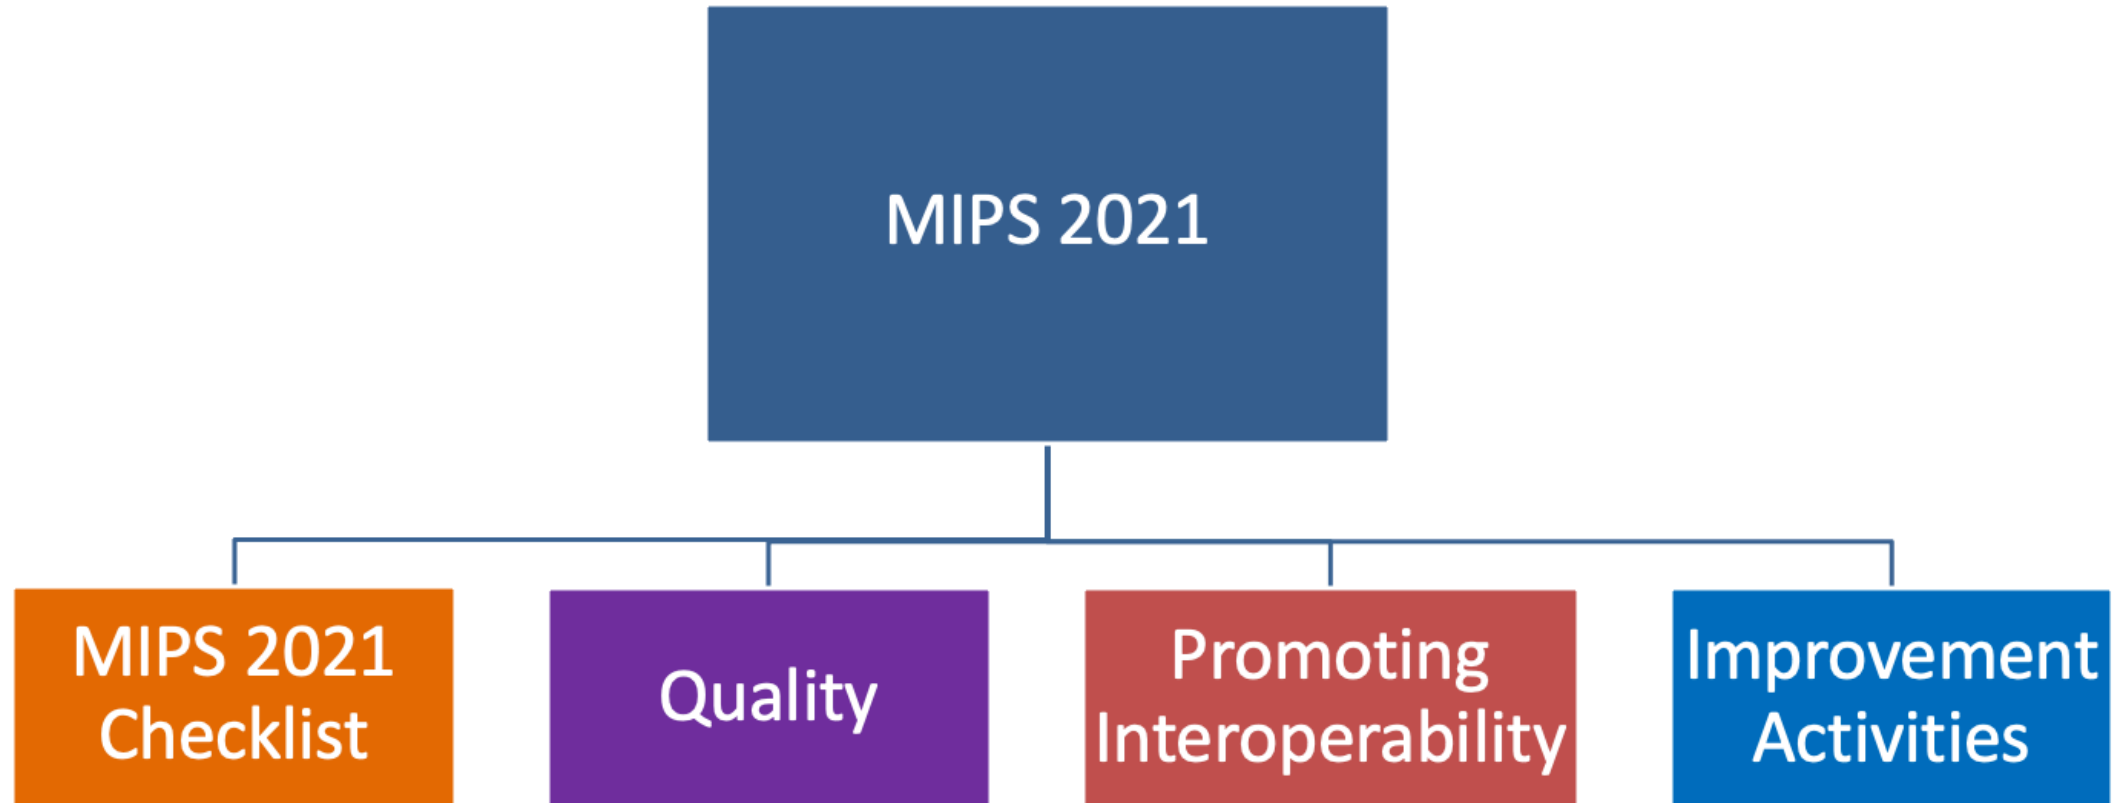 MIPS 2021
MIPS 2021
Checklist
Quality
Promoting
Interoperability
Improvement
Activities